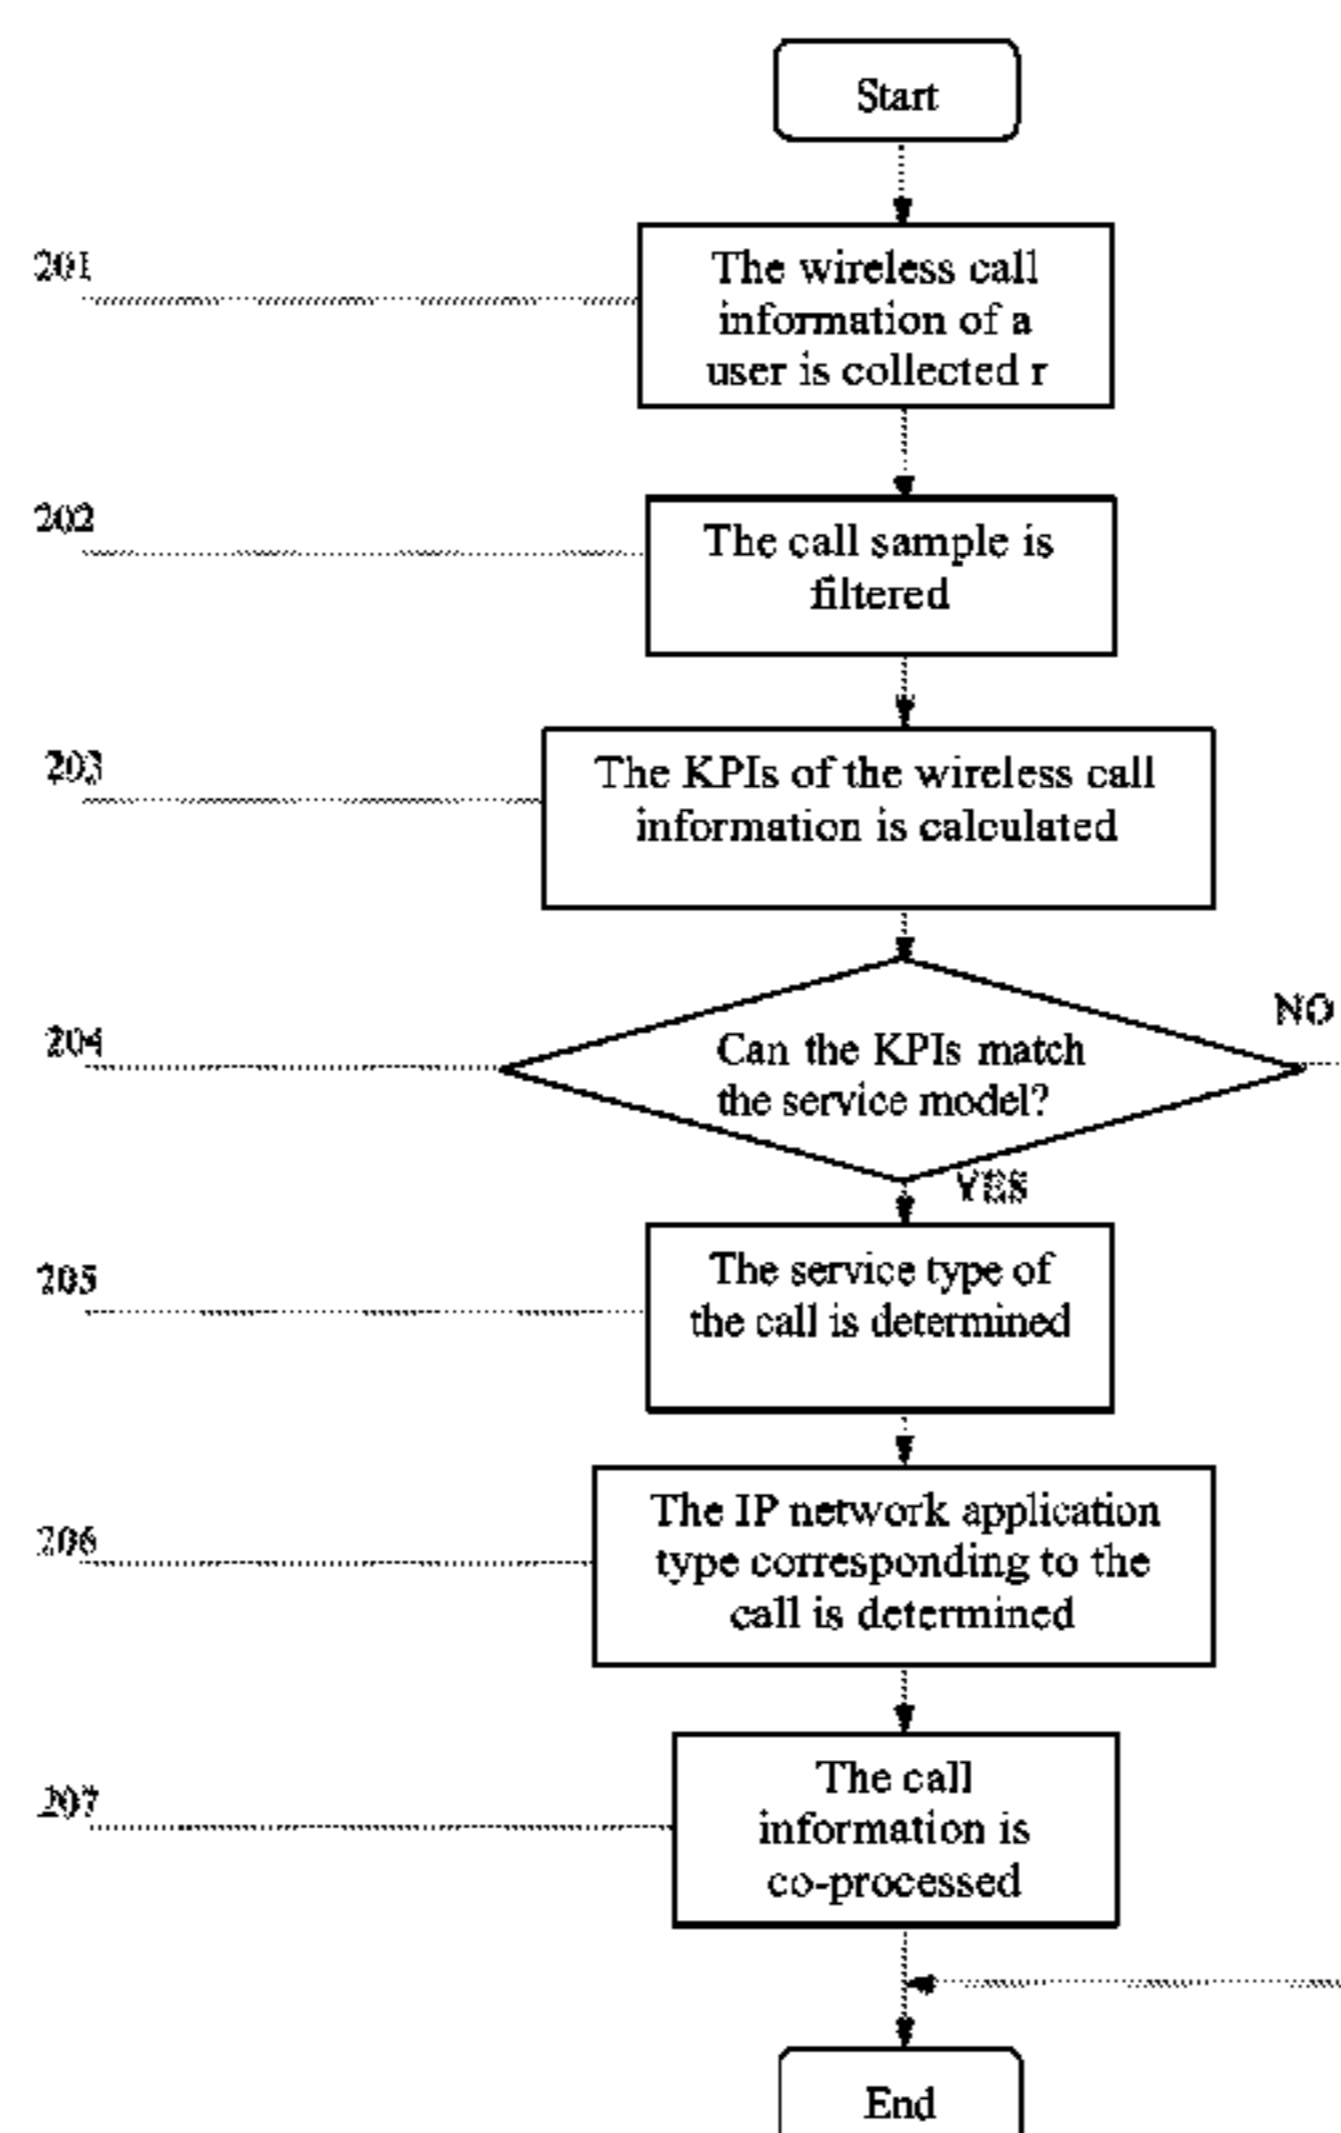 Start
201
The wireless call
information of a
user is collected r
202
The call sample is
filtered
203
The KPIs of the wireless call
information is calculated
204
Can the KPIs match
the service model?
NO
YES
205
The service type of
the call is determined
206
The IP network application
type corresponding to the
call is determined
207
The call
information is
co-processed
End